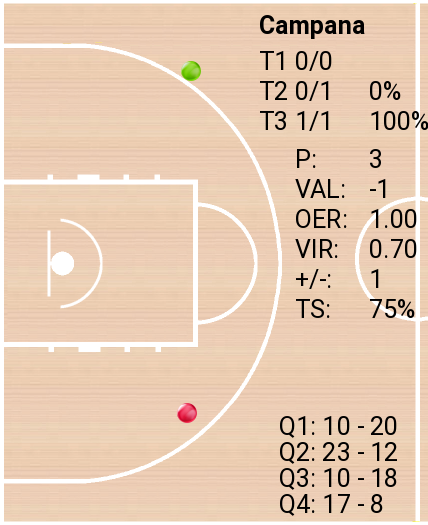 Campana
T1 0/0
T2 0/1 0%
T3 1/1 100%
P: 3
VAL: -1
OER: 1.00
VIR: 0.70
+/-: 1
TS: 75%
Q1: 10 - 20
Q2: 23 - 12
Q3: 10 - 18
Q4: 17 - 8